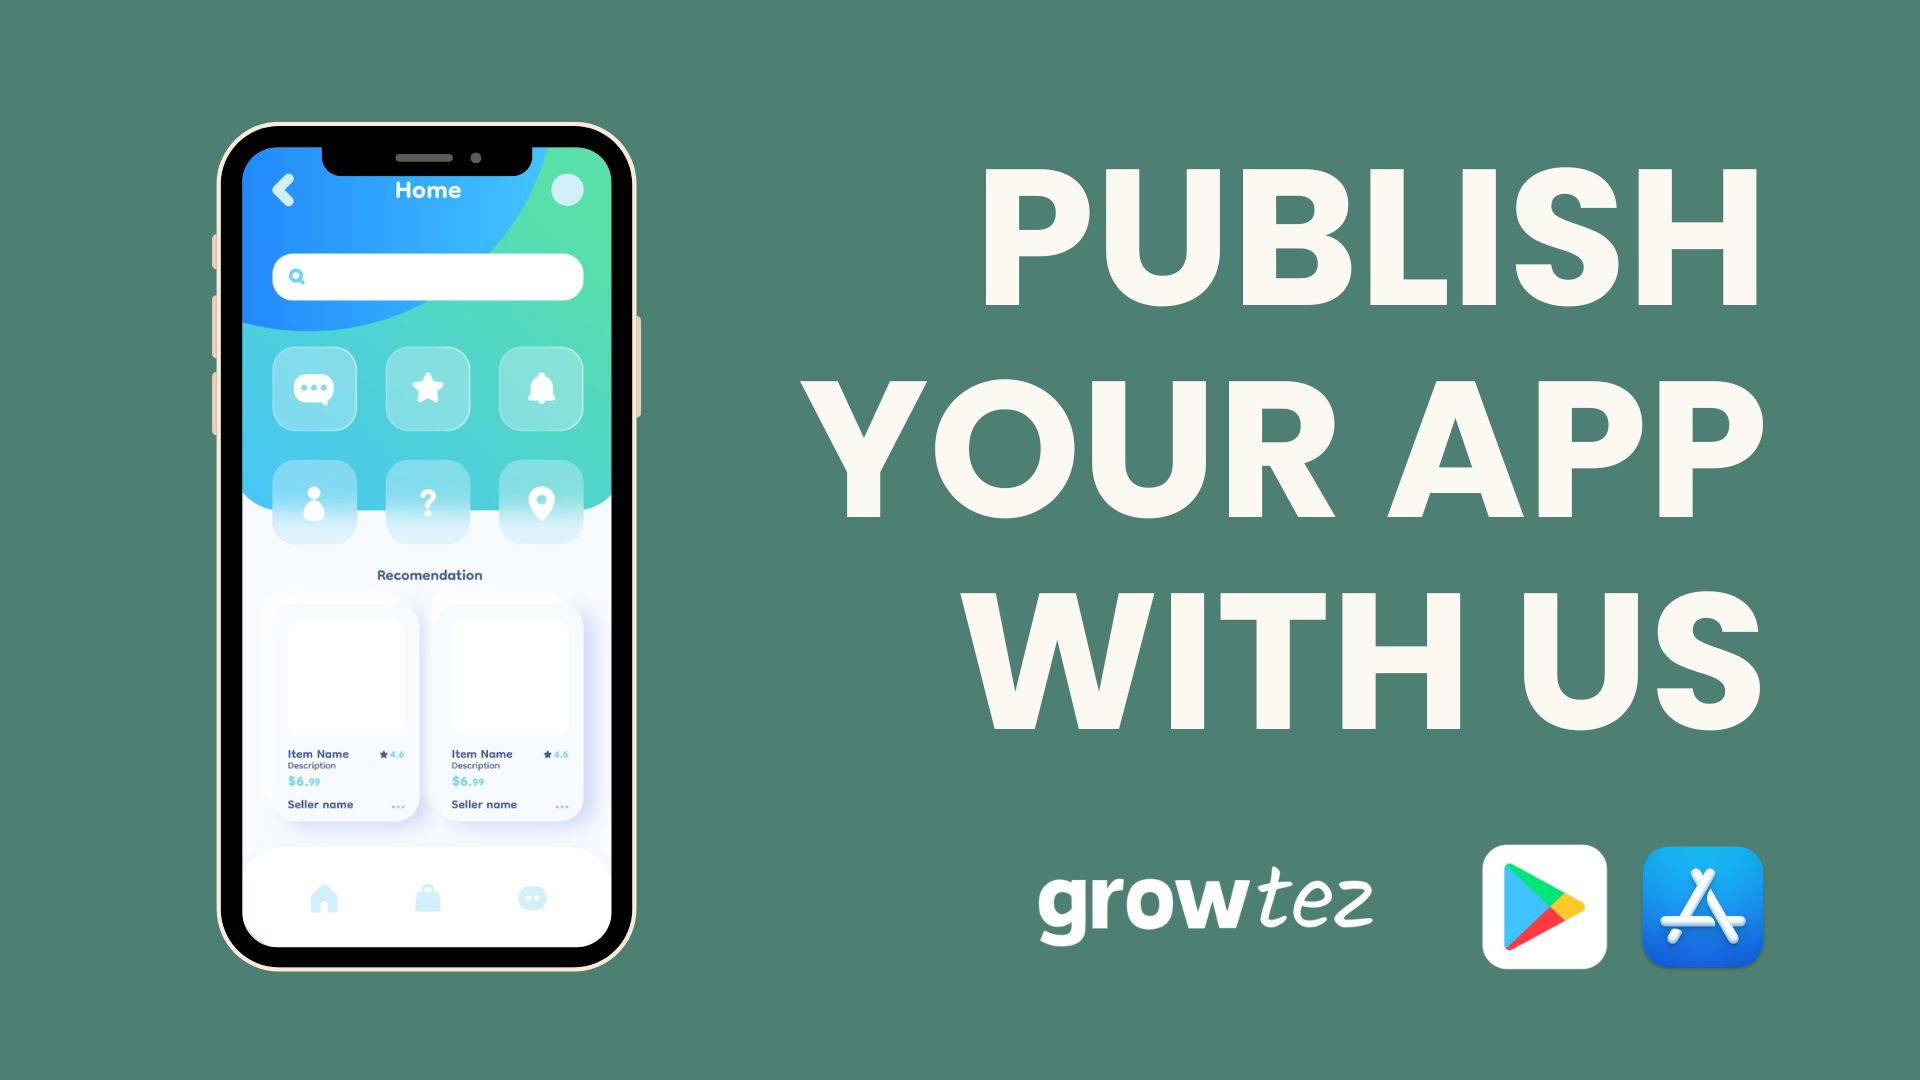 Home
?
Recomendation
Item Name ★ 4.6
Description
$6.99
Seller name ...
Item Name ★ 4.6
Description
$6.99
Seller name ...
PUBLISH
YOUR APP
WITH US
growtez